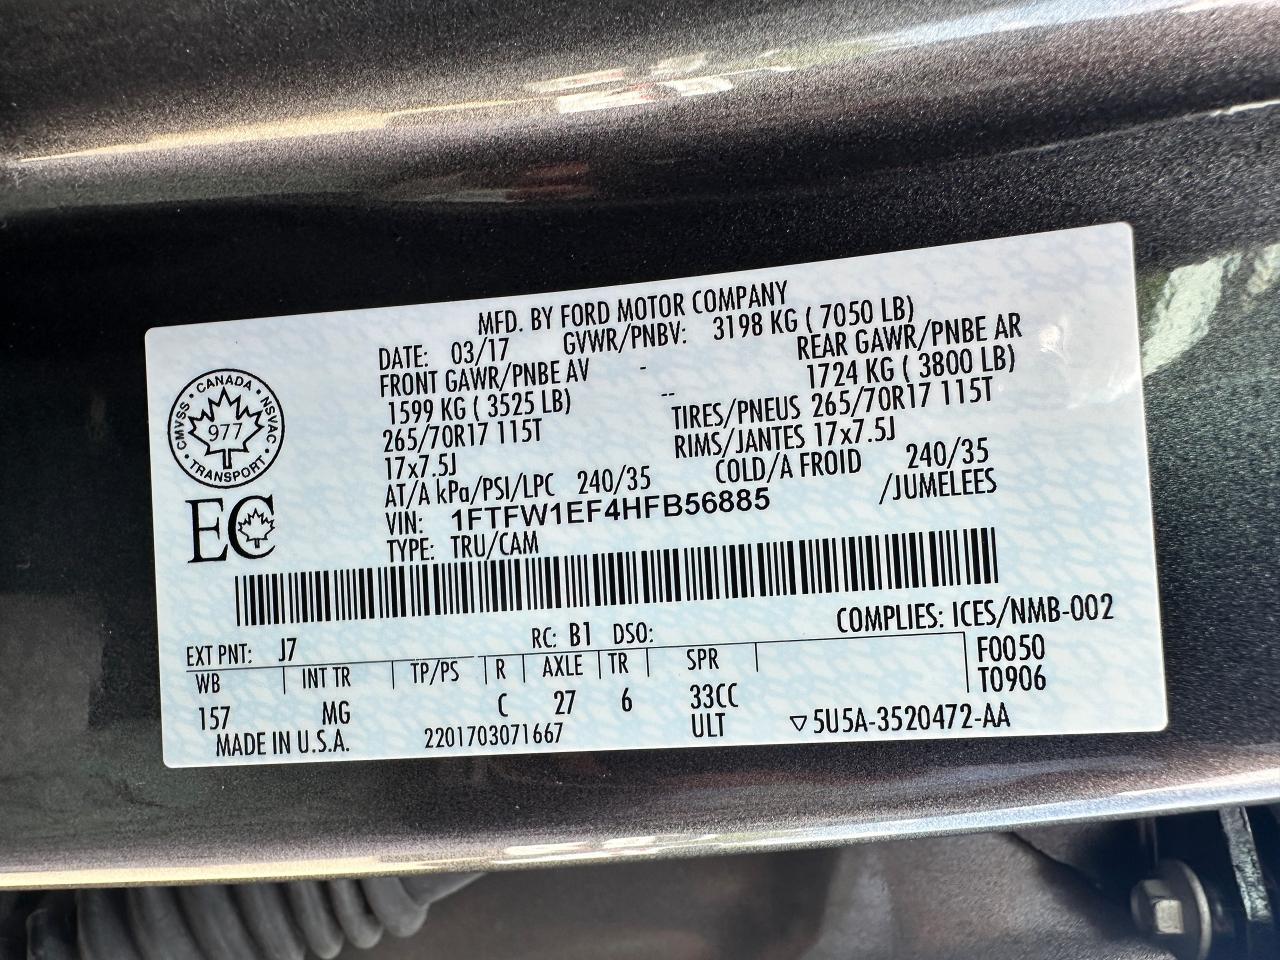 MFD. BY FORD MOTOR COMPANY
DATE: 03/17 GVWR/PNBV: 3198 KG ( 7050 LB)
FRONT GAWR/PNBE AV - REAR GAWR/PNBE AR
1599 KG ( 3525 LB) -- 1724 KG ( 3800 LB)
265/70R17 115T TIRES/PNEUS 265/70R17 115T
17x7.5J RIMS/JANTES 17x7.5J
AT/A kPa/PSI/LPC 240/35 COLD/A FROID 240/35
VIN: 1FTFW1EF4HFB56885 /JUMELEES
TYPE: TRU/CAM
CANADA
CMVSS NSVAC
977
TRANSPORT
EC
COMPLIES: ICES/NMB-002
EXT PNT: J7 RC: B1 DSO:
WB INT TR TP/PS R AXLE TR SPR F0050
157 MG C 27 6 33CC T0906
MADE IN U.S.A. 2201703071667 ULT ▽5U5A-3520472-AA